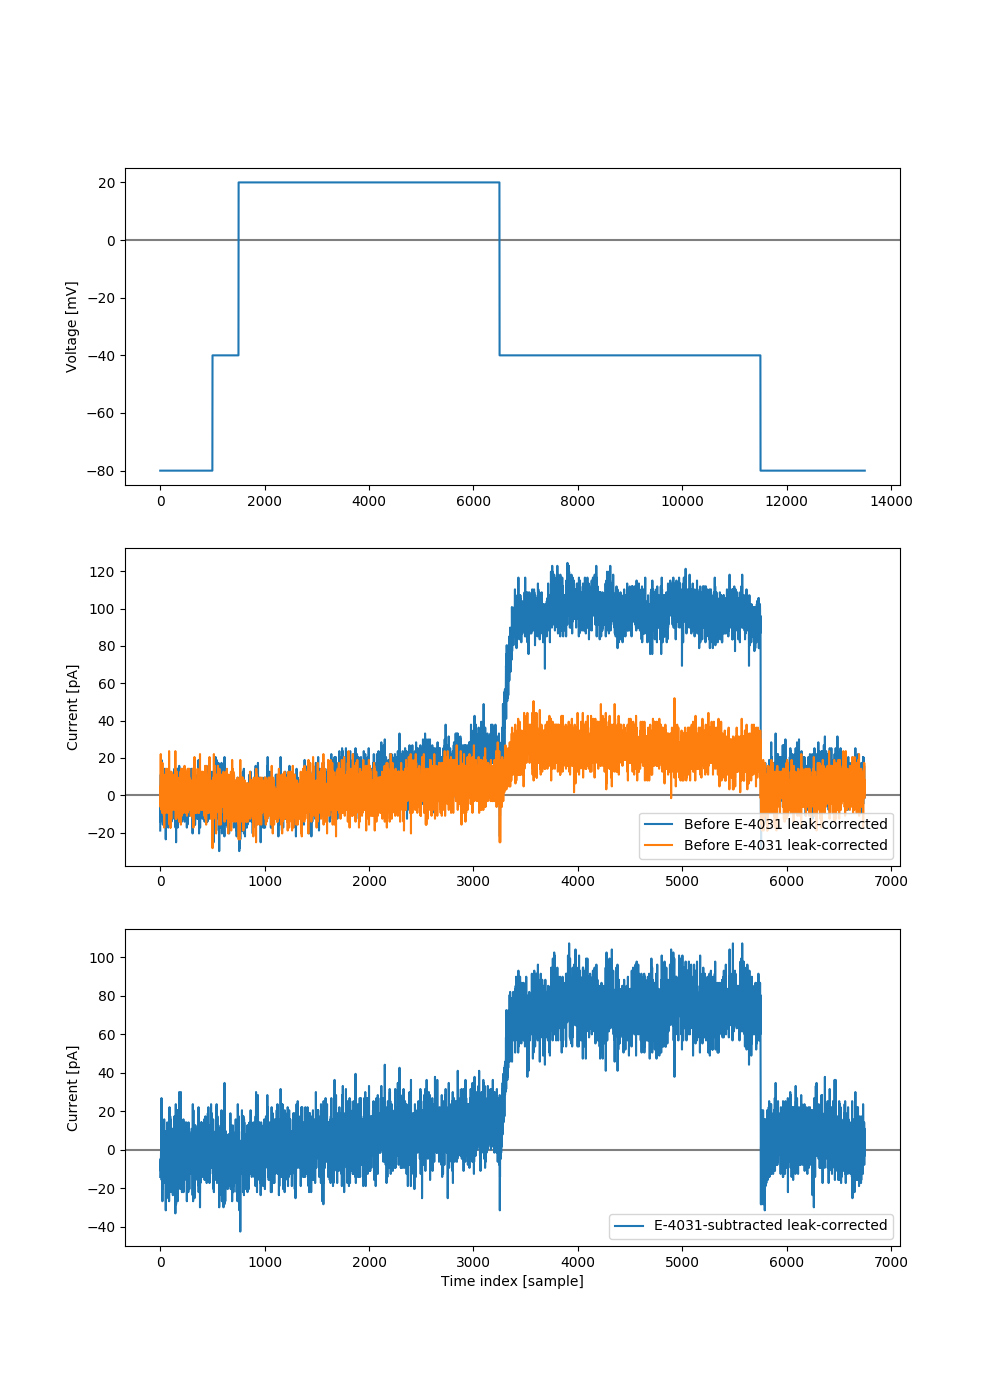 20
0
−20
−40
−60
−80
Voltage [mV]
0 2000 4000 6000 8000 10000 12000 14000
120
100
80
60
40
20
0
−20
Current [pA]
Before E-4031 leak-corrected
Before E-4031 leak-corrected
0 1000 2000 3000 4000 5000 6000 7000
100
80
60
40
20
0
−20
−40
Current [pA]
E-4031-subtracted leak-corrected
0 1000 2000 3000 4000 5000 6000 7000
Time index [sample]